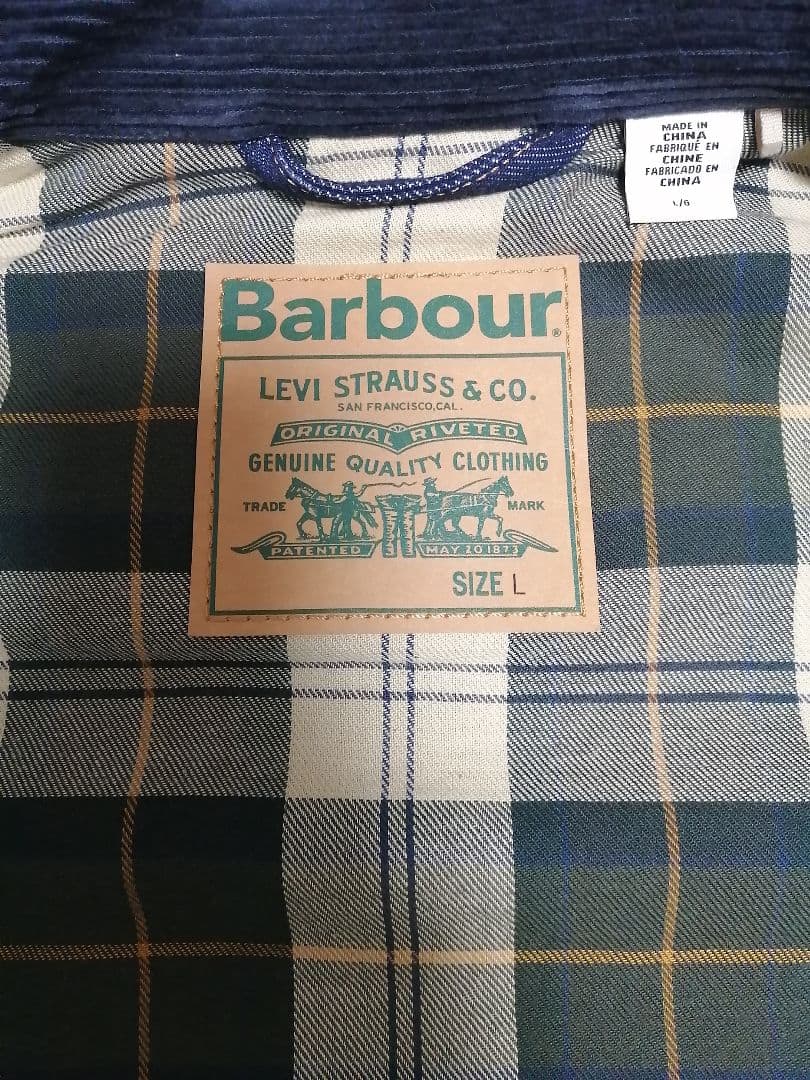 MADE IN
CHINA
FABRIQUÉ EN
CHINE
FABRICADO EN
CHINA
L/G
Barbour®
LEVI STRAUSS & CO.
SAN FRANCISCO, CAL.
ORIGINAL RIVETED
GENUINE QUALITY CLOTHING
TRADE MARK
PATENTED MAY 20 1873
SIZE L